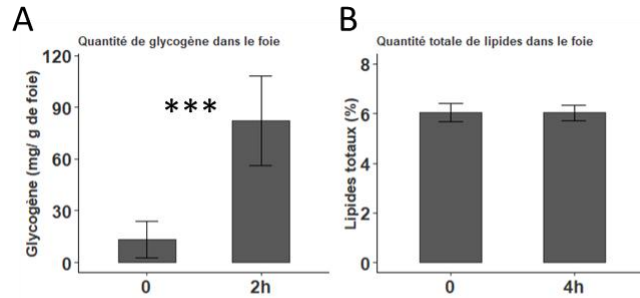 A
Quantité de glycogène dans le foie
Glycogène (mg/ g de foie)
120
90
60
30
0
***
0
2h
B
Quantité totale de lipides dans le foie
Lipides totaux (%)
8
6
4
2
0
0
4h